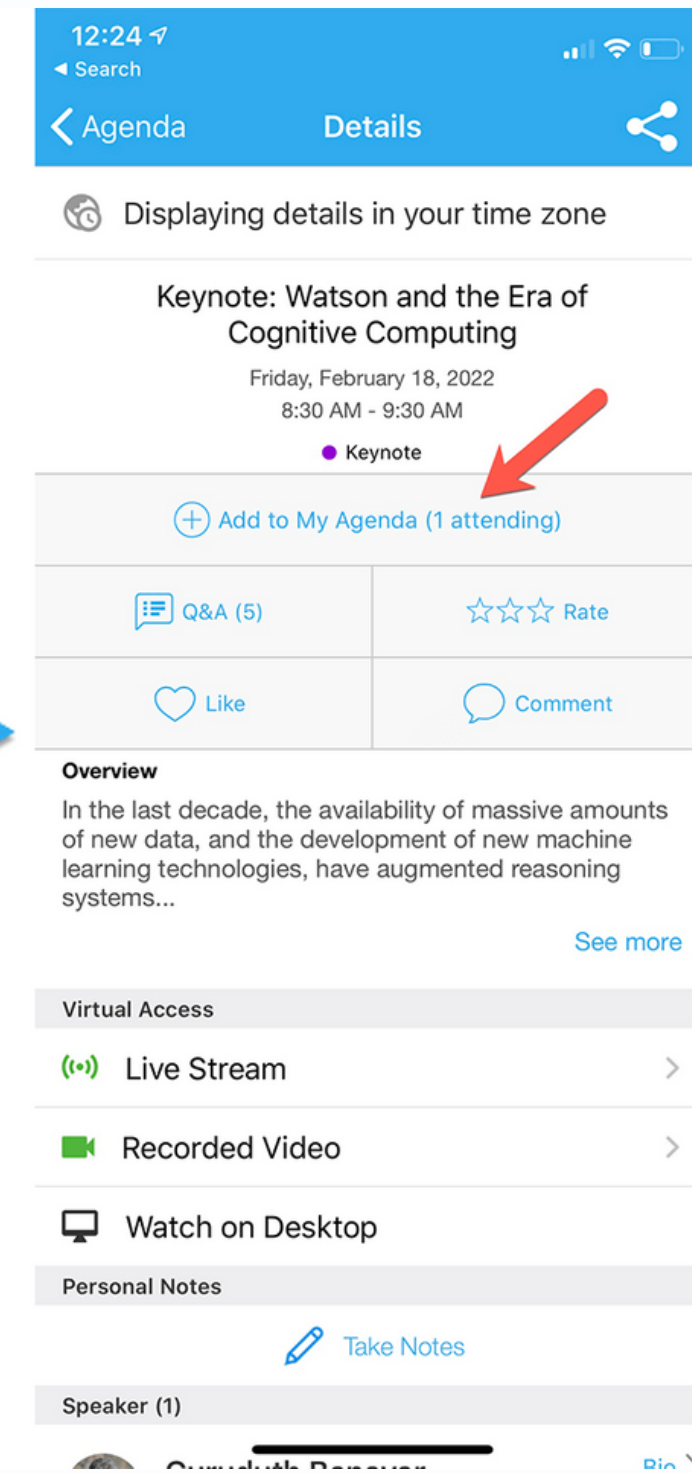 12:24
Search
Agenda
Details
Displaying details in your time zone
Keynote: Watson and the Era of
Cognitive Computing
Friday, February 18, 2022
8:30 AM - 9:30 AM
Keynote
Add to My Agenda (1 attending)
Q&A (5)
Rate
Like
Comment
Overview
In the last decade, the availability of massive amounts
of new data, and the development of new machine
learning technologies, have augmented reasoning
systems...
See more
Virtual Access
Live Stream
Recorded Video
Watch on Desktop
Personal Notes
Take Notes
Speaker (1)
Bio